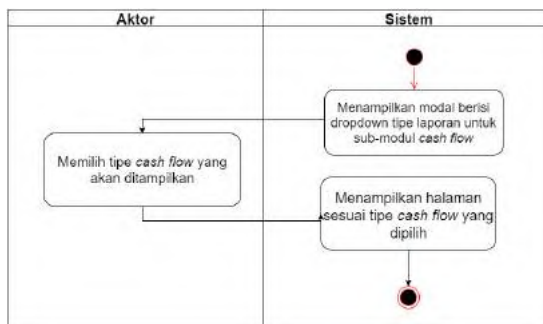 Aktor
Sistem
Menampilkan modal berisi
dropdown tipe laporan untuk
sub-modul cash flow
Memilih tipe cash flow yang
akan ditampilkan
Menampilkan halaman
sesuai tipe cash flow yang
dipilih